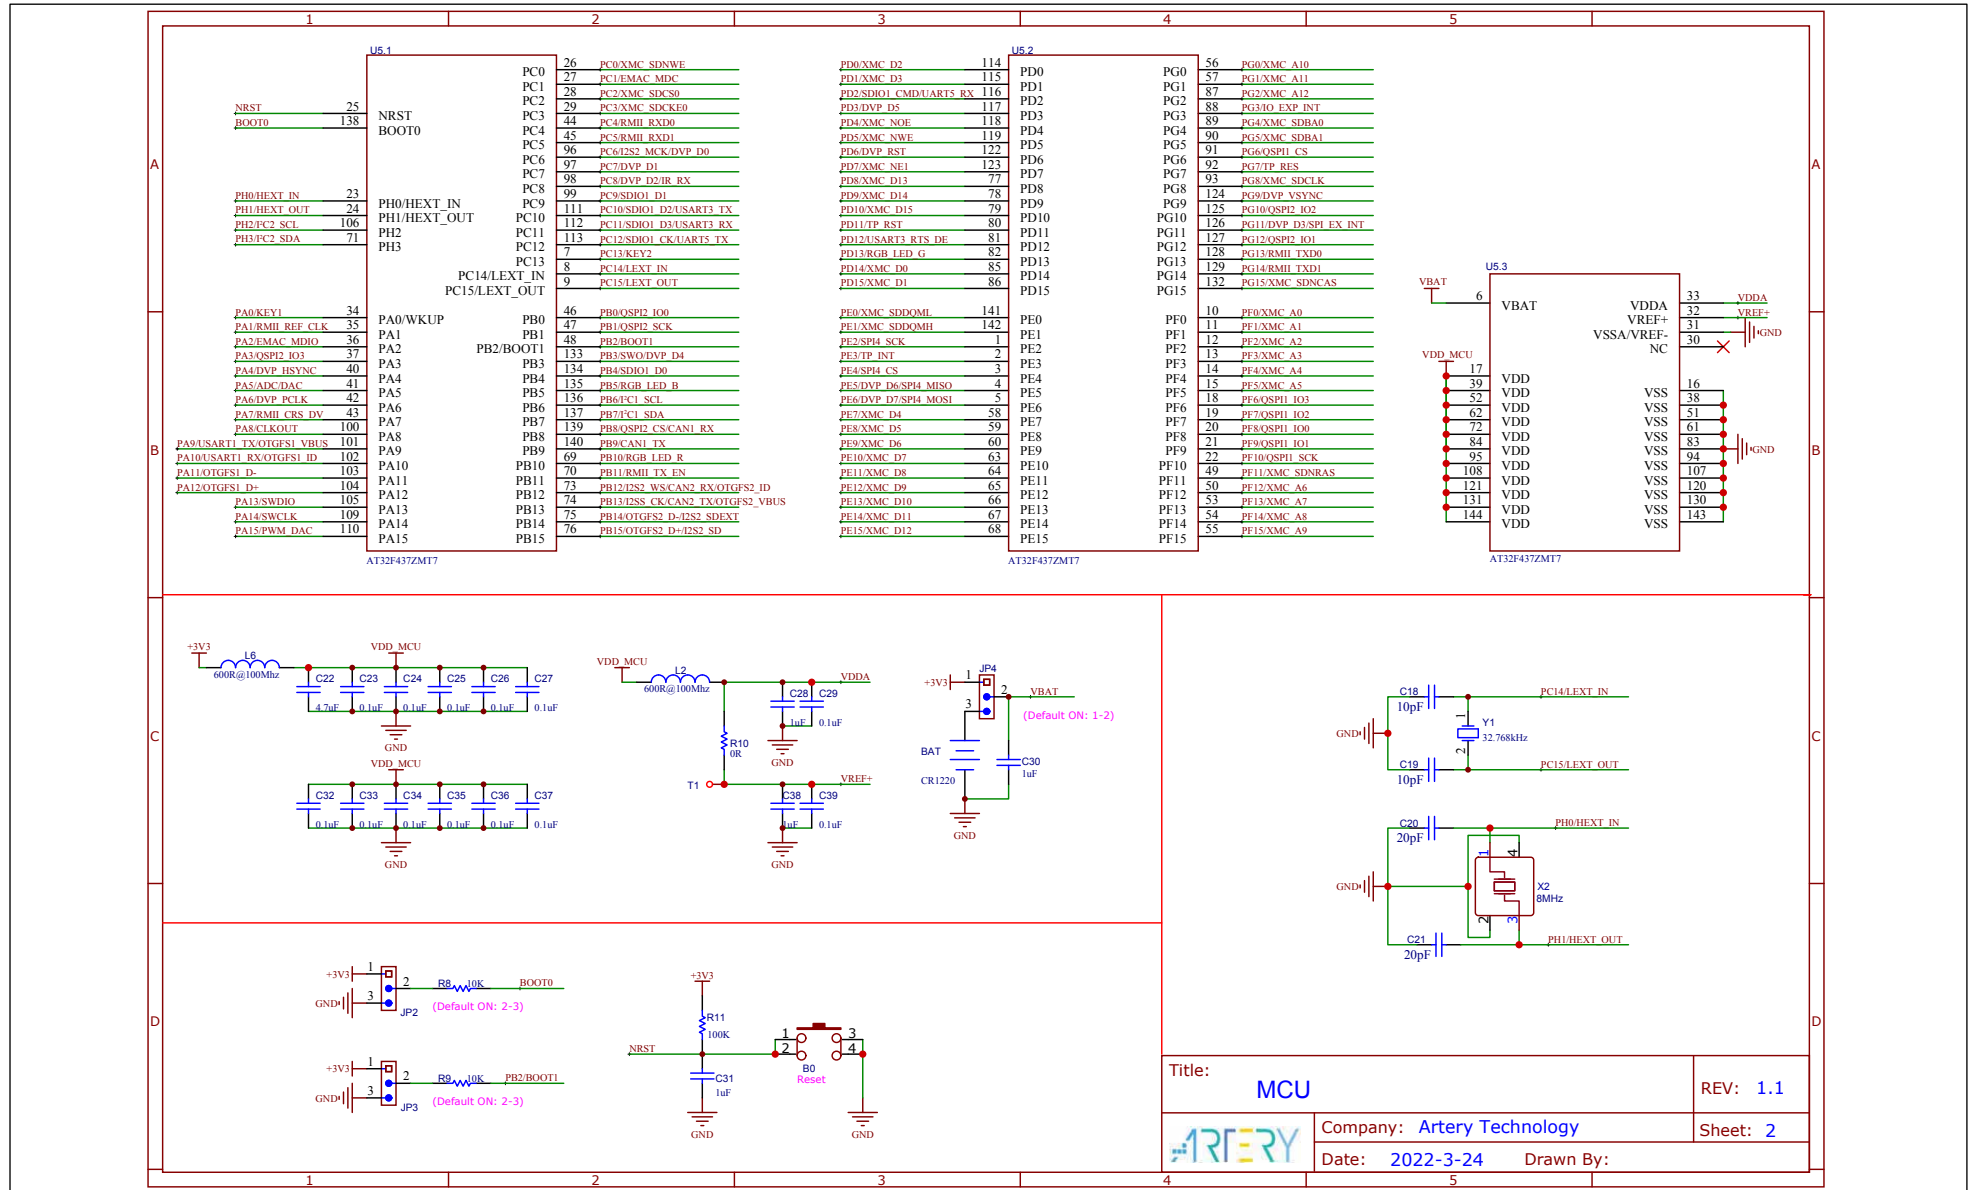 1 2 3 4 5
A
B
C
D
U5.1
NRST 25 NRST
BOOT0 138 BOOT0
PH0/HEXT_IN 23 PH0/HEXT_IN
PH1/HEXT_OUT 24 PH1/HEXT_OUT
PH2/I²C2_SCL 106 PH2
PH3/I²C2_SDA 71 PH3
PA0/KEY1 34 PA0/WKUP
PA1/RMII_REF_CLK 35 PA1
PA2/EMAC_MDIO 36 PA2
PA3/QSPI2_IO3 37 PA3
PA4/DVP_HSYNC 40 PA4
PA5/ADC/DAC 41 PA5
PA6/DVP_PCLK 42 PA6
PA7/RMII_CRS_DV 43 PA7
PA8/CLKOUT 100 PA8
PA9/USART1_TX/OTGFS1_VBUS 101 PA9
PA10/USART1_RX/OTGFS1_ID 102 PA10
PA11/OTGFS1_D- 103 PA11
PA12/OTGFS1_D+ 104 PA12
PA13/SWDIO 105 PA13
PA14/SWCLK 109 PA14
PA15/PWM_DAC 110 PA15
PC0 26 PC0/XMC_SDNWE
PC1 27 PC1/EMAC_MDC
PC2 28 PC2/XMC_SDCS0
PC3 29 PC3/XMC_SDCKE0
PC4 44 PC4/RMII_RXD0
PC5 45 PC5/RMII_RXD1
PC6 96 PC6/I2S2_MCK/DVP_D0
PC7 97 PC7/DVP_D1
PC8 98 PC8/DVP_D2/IR_RX
PC9 99 PC9/SDIO1_D1
PC10 111 PC10/SDIO1_D2/USART3_TX
PC11 112 PC11/SDIO1_D3/USART3_RX
PC12 113 PC12/SDIO1_CK/UART5_TX
PC13 7 PC13/KEY2
PC14/LEXT_IN 8 PC14/LEXT_IN
PC15/LEXT_OUT 9 PC15/LEXT_OUT
PB0 46 PB0/QSPI2_IO0
PB1 47 PB1/QSPI2_SCK
PB2/BOOT1 48 PB2/BOOT1
PB3 133 PB3/SWO/DVP_D4
PB4 134 PB4/SDIO1_D0
PB5 135 PB5/RGB_LED_B
PB6 136 PB6/I²C1_SCL
PB7 137 PB7/I²C1_SDA
PB8 139 PB8/QSPI2_CS/CAN1_RX
PB9 140 PB9/CAN1_TX
PB10 69 PB10/RGB_LED_R
PB11 70 PB11/RMII_TX_EN
PB12 73 PB12/I2S2_WS/CAN2_RX/OTGFS2_ID
PB13 74 PB13/I2SS_CK/CAN2_TX/OTGFS2_VBUS
PB14 75 PB14/OTGFS2_D-/I2S2_SDEXT
PB15 76 PB15/OTGFS2_D+/I2S2_SD
AT32F437ZMT7
U5.2
PD0/XMC_D2 114 PD0
PD1/XMC_D3 115 PD1
PD2/SDIO1_CMD/UART5_RX 116 PD2
PD3/DVP_D5 117 PD3
PD4/XMC_NOE 118 PD4
PD5/XMC_NWE 119 PD5
PD6/DVP_RST 122 PD6
PD7/XMC_NE1 123 PD7
PD8/XMC_D13 77 PD8
PD9/XMC_D14 78 PD9
PD10/XMC_D15 79 PD10
PD11/TP_RST 80 PD11
PD12/USART3_RTS_DE 81 PD12
PD13/RGB_LED_G 82 PD13
PD14/XMC_D0 85 PD14
PD15/XMC_D1 86 PD15
PE0/XMC_SDDQML 141 PE0
PE1/XMC_SDDQMH 142 PE1
PE2/SPI4_SCK 1 PE2
PE3/TP_INT 2 PE3
PE4/SPI4_CS 3 PE4
PE5/DVP_D6/SPI4_MISO 4 PE5
PE6/DVP_D7/SPI4_MOSI 5 PE6
PE7/XMC_D4 58 PE7
PE8/XMC_D5 59 PE8
PE9/XMC_D6 60 PE9
PE10/XMC_D7 63 PE10
PE11/XMC_D8 64 PE11
PE12/XMC_D9 65 PE12
PE13/XMC_D10 66 PE13
PE14/XMC_D11 67 PE14
PE15/XMC_D12 68 PE15
PG0 56 PG0/XMC_A10
PG1 57 PG1/XMC_A11
PG2 87 PG2/XMC_A12
PG3 88 PG3/IO_EXP_INT
PG4 89 PG4/XMC_SDBA0
PG5 90 PG5/XMC_SDBA1
PG6 91 PG6/QSPI1_CS
PG7 92 PG7/TP_RES
PG8 93 PG8/XMC_SDCLK
PG9 124 PG9/DVP_VSYNC
PG10 125 PG10/QSPI2_IO2
PG11 126 PG11/DVP_D3/SPI_EX_INT
PG12 127 PG12/QSPI2_IO1
PG13 128 PG13/RMII_TXD0
PG14 129 PG14/RMII_TXD1
PG15 132 PG15/XMC_SDNCAS
PF0 10 PF0/XMC_A0
PF1 11 PF1/XMC_A1
PF2 12 PF2/XMC_A2
PF3 13 PF3/XMC_A3
PF4 14 PF4/XMC_A4
PF5 15 PF5/XMC_A5
PF6 18 PF6/QSPI1_IO3
PF7 19 PF7/QSPI1_IO2
PF8 20 PF8/QSPI1_IO0
PF9 21 PF9/QSPI1_IO1
PF10 22 PF10/QSPI1_SCK
PF11 49 PF11/XMC_SDNRAS
PF12 50 PF12/XMC_A6
PF13 53 PF13/XMC_A7
PF14 54 PF14/XMC_A8
PF15 55 PF15/XMC_A9
AT32F437ZMT7
U5.3
VBAT 6 VBAT
VDDA 33 VDDA
VREF+ 32 VREF+
VSSA/VREF- 31 GND
NC 30
VDD_MCU
17 VDD
39 VDD
52 VDD
62 VDD
72 VDD
84 VDD
95 VDD
108 VDD
121 VDD
131 VDD
144 VDD
VSS 16
VSS 38
VSS 51
VSS 61
VSS 83
VSS 94
VSS 107
VSS 120
VSS 130
VSS 143
GND
AT32F437ZMT7
+3V3 L6 VDD_MCU
600R@100Mhz
C22 C23 C24 C25 C26 C27
4.7uF 0.1uF 0.1uF 0.1uF 0.1uF 0.1uF
GND
VDD_MCU
C32 C33 C34 C35 C36 C37
0.1uF 0.1uF 0.1uF 0.1uF 0.1uF 0.1uF
GND
VDD_MCU L2 VDDA
600R@100Mhz
C28 C29
1uF 0.1uF
GND
R10
0R
T1 VREF+
C38 C39
1uF 0.1uF
GND
JP4
+3V3 1
2 VBAT
3
(Default ON: 1-2)
BAT
CR1220
C30
1uF
GND
C18 PC14/LEXT_IN
10pF
GND 1 Y1
2 32.768kHz
C19 PC15/LEXT_OUT
10pF
C20 PH0/HEXT_IN
20pF
1 4
GND X2
8MHz
2 3
C21 PH1/HEXT_OUT
20pF
+3V3 1
2 R8 10K BOOT0
GND 3
JP2 (Default ON: 2-3)
+3V3 1
2 R9 10K PB2/BOOT1
GND 3
JP3 (Default ON: 2-3)
+3V3
R11
100K
NRST
C31
1uF
GND
1 3
2 4
B0
Reset
GND
Title:
MCU
REV: 1.1
ARTERY
Company: Artery Technology
Sheet: 2
Date: 2022-3-24 Drawn By:
A
B
C
D
1 2 3 4 5